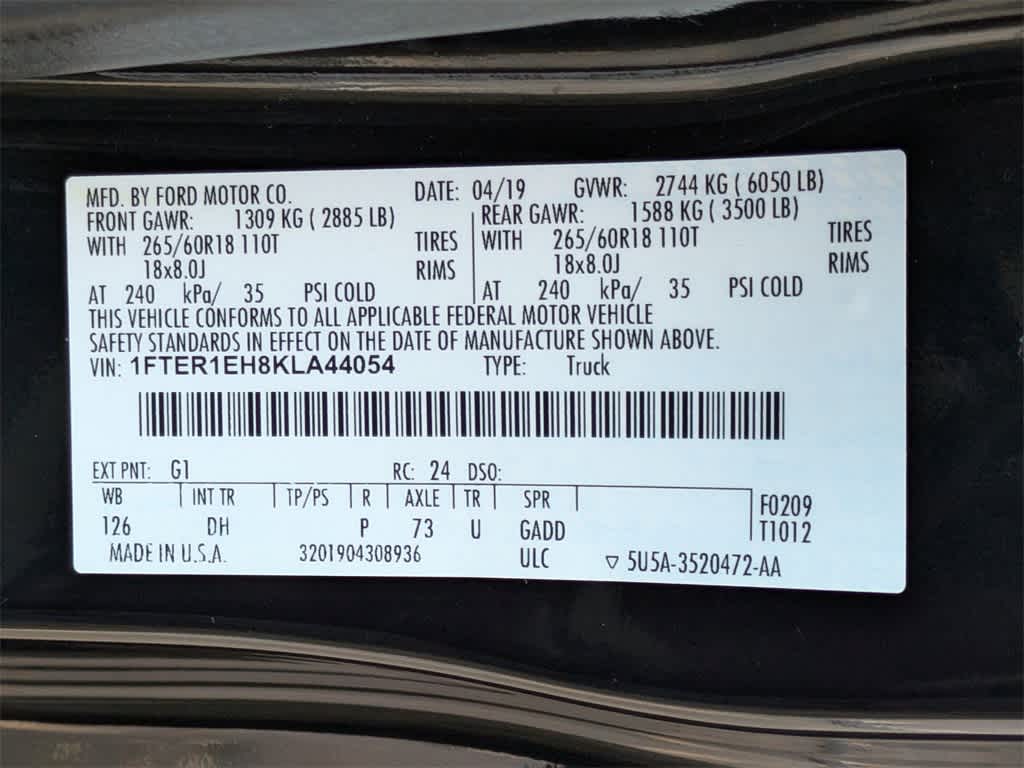 MFD. BY FORD MOTOR CO. DATE: 04/19 GVWR: 2744 KG ( 6050 LB)
FRONT GAWR: 1309 KG ( 2885 LB) REAR GAWR: 1588 KG ( 3500 LB)
WITH 265/60R18 110T TIRES WITH 265/60R18 110T TIRES
18x8.0J RIMS 18x8.0J RIMS
AT 240 kPa/ 35 PSI COLD AT 240 kPa/ 35 PSI COLD
THIS VEHICLE CONFORMS TO ALL APPLICABLE FEDERAL MOTOR VEHICLE
SAFETY STANDARDS IN EFFECT ON THE DATE OF MANUFACTURE SHOWN ABOVE.
VIN: 1FTER1EH8KLA44054 TYPE: Truck
EXT PNT: G1 RC: 24 DSO:
WB INT TR TP/PS R AXLE TR SPR F0209
126 DH P 73 U GADD T1012
MADE IN U.S.A. 3201904308936 ULC ▽ 5U5A-3520472-AA